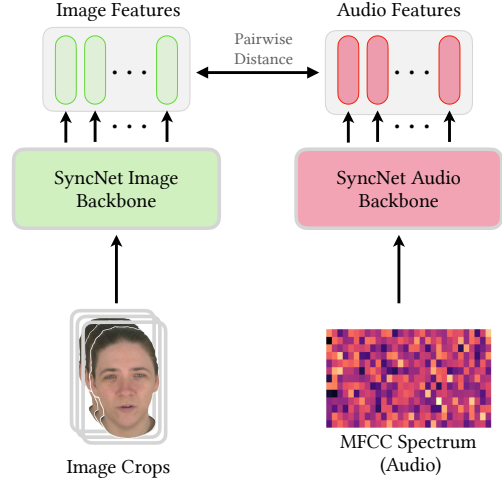 Image Features
Audio Features
Pairwise
Distance
SyncNet Image
Backbone
SyncNet Audio
Backbone
Image Crops
MFCC Spectrum
(Audio)